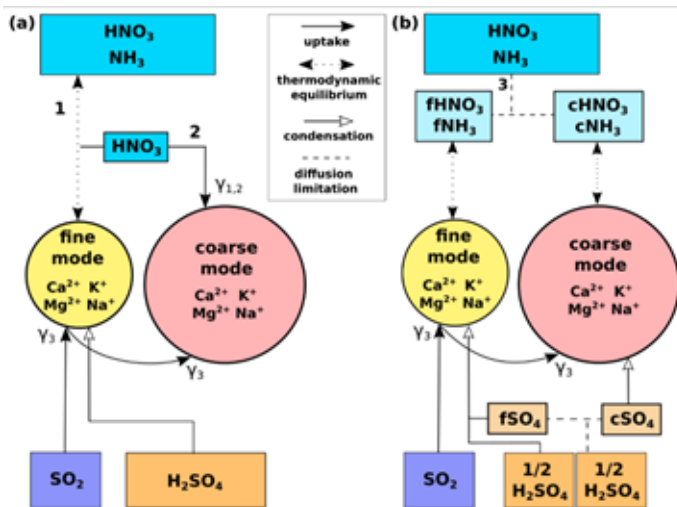 (a)
HNO₃
NH₃
1
2
HNO₃
γ₁,₂
fine
mode
Ca²⁺ K⁺
Mg²⁺ Na⁺
coarse
mode
Ca²⁺ K⁺
Mg²⁺ Na⁺
γ₃
γ₃
SO₂
H₂SO₄
uptake
thermodynamic
equilibrium
condensation
diffusion
limitation
(b)
HNO₃
NH₃
3
fHNO₃
fNH₃
cHNO₃
cNH₃
fine
mode
Ca²⁺ K⁺
Mg²⁺ Na⁺
coarse
mode
Ca²⁺ K⁺
Mg²⁺ Na⁺
γ₃
γ₃
fSO₄
cSO₄
SO₂
1/2
H₂SO₄
1/2
H₂SO₄